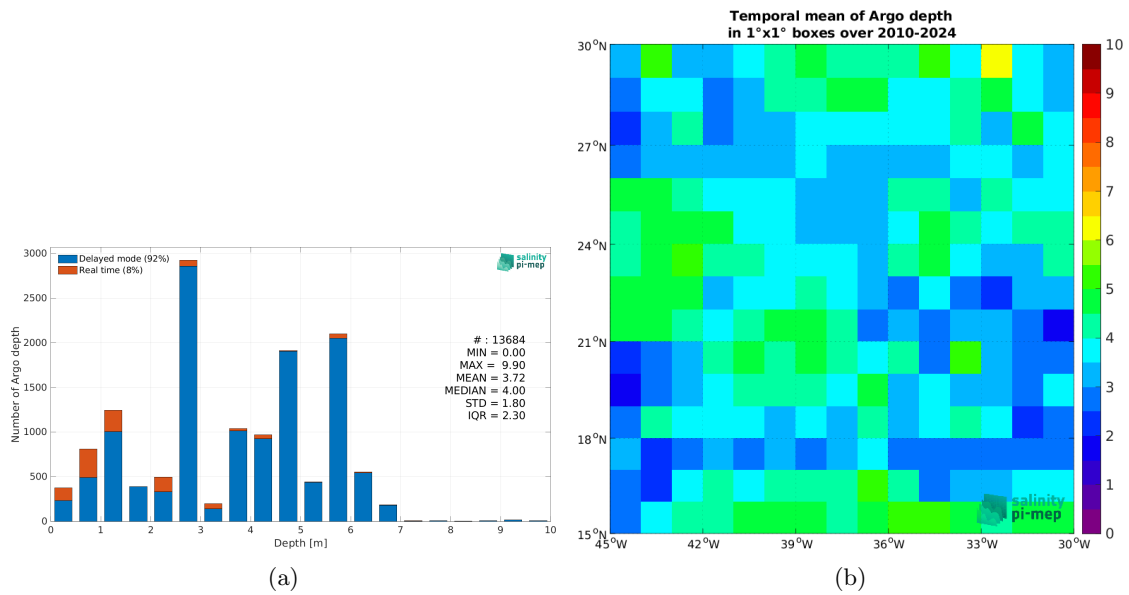 3000
2500
2000
1500
1000
500
0
Number of Argo depth
Delayed mode (92%)
Real time (8%)
salinity
pi-mep
# : 13684
MIN = 0.00
MAX = 9.90
MEAN = 3.72
MEDIAN = 4.00
STD = 1.80
IQR = 2.30
0 1 2 3 4 5 6 7 8 9 10
Depth [m]
(a)
Temporal mean of Argo depth
in 1°x1° boxes over 2010-2024
30°N
27°N
24°N
21°N
18°N
15°N
45°W 42°W 39°W 36°W 33°W 30°W
salinity
pi-mep
10
9
8
7
6
5
4
3
2
1
0
(b)